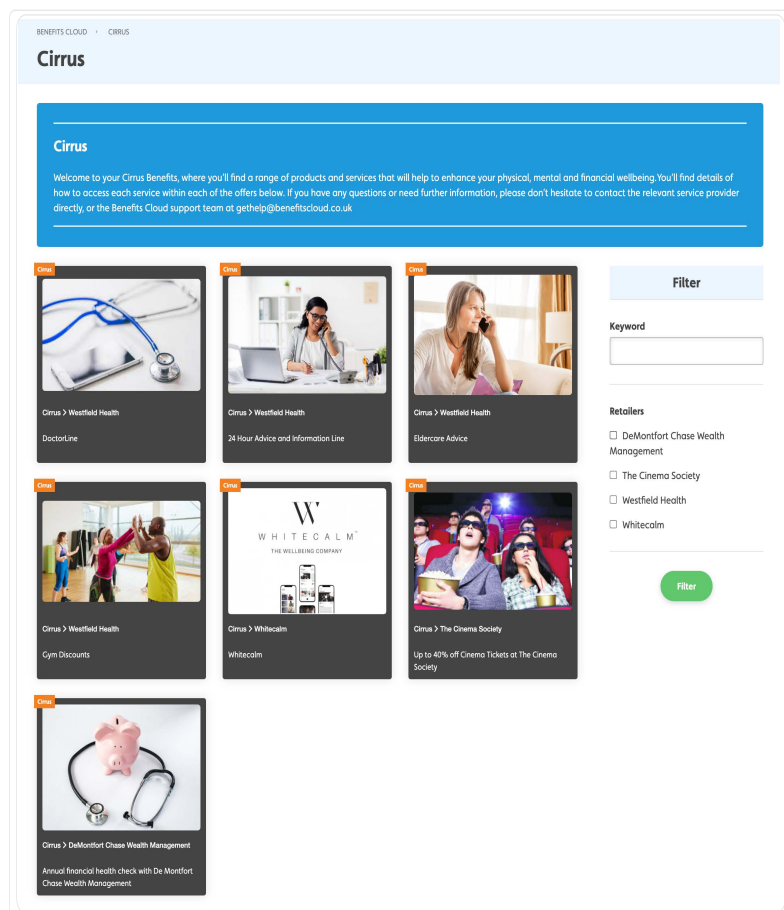 BENEFITS CLOUD › CIRRUS
Cirrus
Cirrus
Welcome to your Cirrus Benefits, where you'll find a range of products and services that will help to enhance your physical, mental and financial wellbeing.You'll find details of
how to access each service within each of the offers below. If you have any questions or need further information, please don't hesitate to contact the relevant service provider
directly, or the Benefits Cloud support team at gethelp@benefitscloud.co.uk
Cirrus
Cirrus > Westfield Health
DoctorLine
Cirrus
Cirrus > Westfield Health
24 Hour Advice and Information Line
Cirrus
Cirrus > Westfield Health
Eldercare Advice
Cirrus
Cirrus > Westfield Health
Gym Discounts
Cirrus
W
WHITECALM™
THE WELLBEING COMPANY
Cirrus > Whitecalm
Whitecalm
Cirrus
Cirrus > The Cinema Society
Up to 40% off Cinema Tickets at The Cinema
Society
Cirrus
Cirrus > DeMontfort Chase Wealth Management
Annual financial health check with De Montfort
Chase Wealth Management
Filter
Keyword
Retailers
DeMontfort Chase Wealth
Management
The Cinema Society
Westfield Health
Whitecalm
Filter